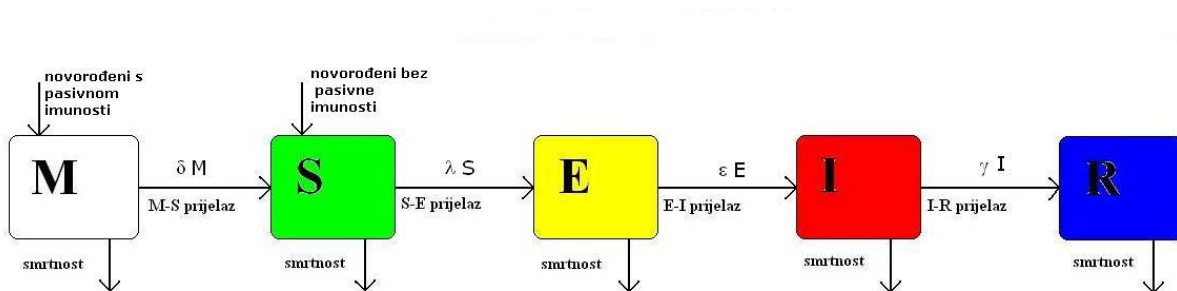 novorođeni s
pasivnom
imunosti
novorođeni bez
pasivne
imunosti
M
δ M
M-S prijelaz
S
λ S
S-E prijelaz
E
ε E
E-I prijelaz
I
γ I
I-R prijelaz
R
smrtnost
smrtnost
smrtnost
smrtnost
smrtnost